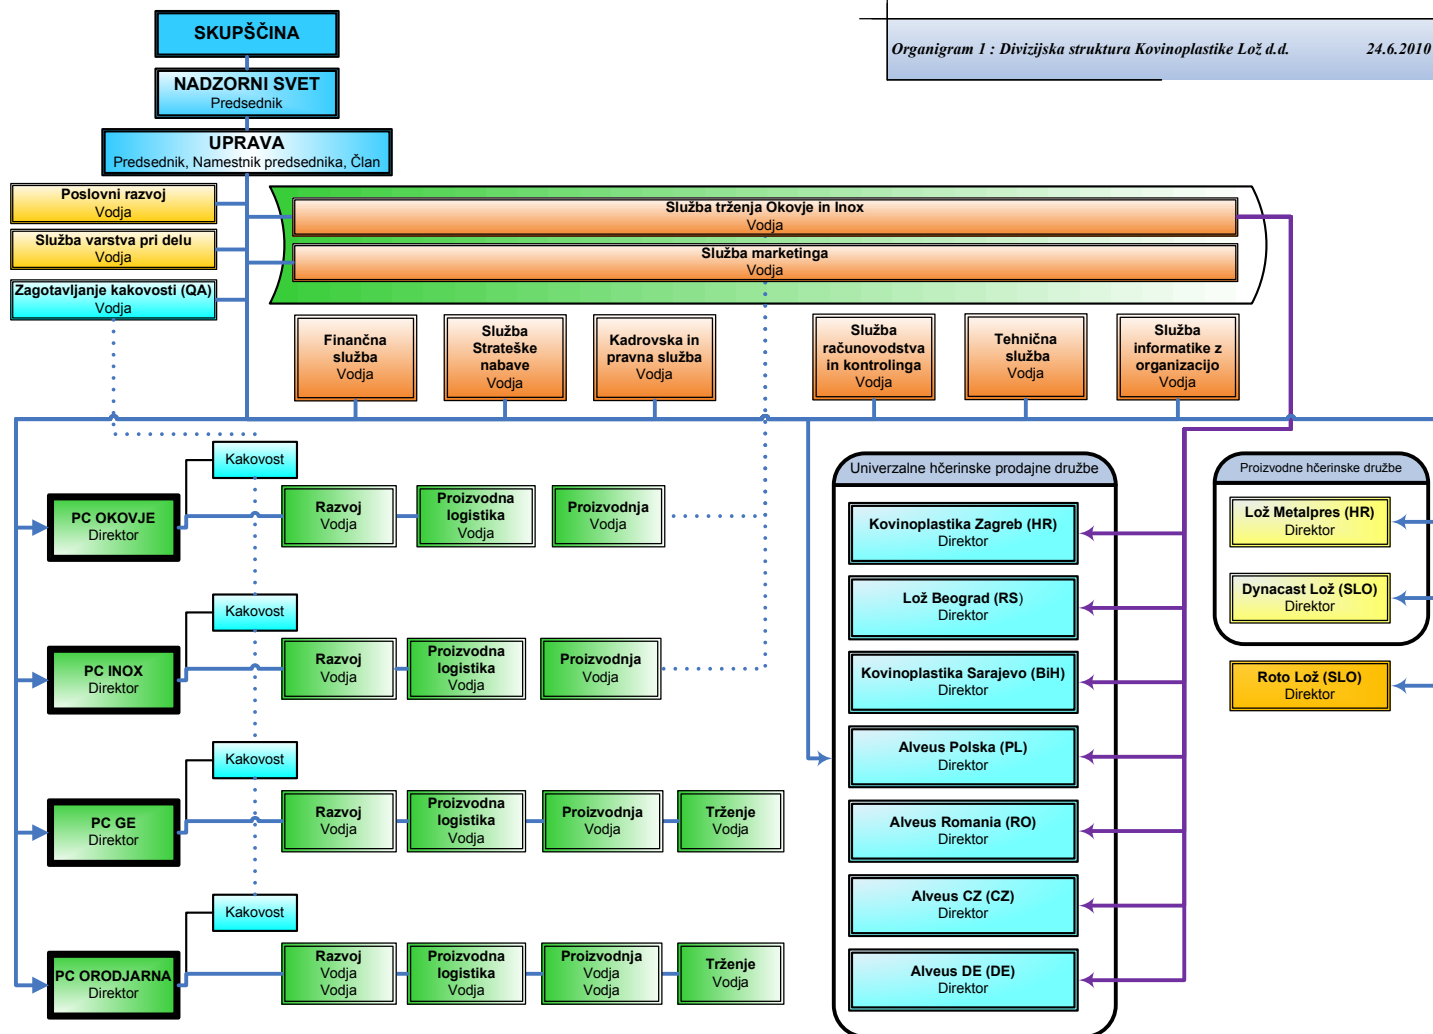 SKUPŠČINA
Organigram 1 : Divizijska struktura Kovinoplastike Lož d.d. 24.6.2010
NADZORNI SVET
Predsednik
UPRAVA
Predsednik, Namestnik predsednika, Član
Poslovni razvoj
Vodja
Služba varstva pri delu
Vodja
Zagotavljanje kakovosti (QA)
Vodja
Služba trženja Okovje in Inox
Vodja
Služba marketinga
Vodja
Finančna
služba
Vodja
Služba
Strateške
nabave
Vodja
Kadrovska in
pravna služba
Vodja
Služba
računovodstva
in kontrolinga
Vodja
Tehnična
služba
Vodja
Služba
informatike z
organizacijo
Vodja
Kakovost
PC OKOVJE
Direktor
Razvoj
Vodja
Proizvodna
logistika
Vodja
Proizvodnja
Vodja
Kakovost
PC INOX
Direktor
Razvoj
Vodja
Proizvodna
logistika
Vodja
Proizvodnja
Vodja
Kakovost
PC GE
Direktor
Razvoj
Vodja
Proizvodna
logistika
Vodja
Proizvodnja
Vodja
Trženje
Vodja
Kakovost
PC ORODJARNA
Direktor
Razvoj
Vodja
Vodja
Proizvodna
logistika
Vodja
Vodja
Proizvodnja
Vodja
Vodja
Trženje
Vodja
Univerzalne hčerinske prodajne družbe
Kovinoplastika Zagreb (HR)
Direktor
Lož Beograd (RS)
Direktor
Kovinoplastika Sarajevo (BiH)
Direktor
Alveus Polska (PL)
Direktor
Alveus Romania (RO)
Direktor
Alveus CZ (CZ)
Direktor
Alveus DE (DE)
Direktor
Proizvodne hčerinske družbe
Lož Metalpres (HR)
Direktor
Dynacast Lož (SLO)
Direktor
Roto Lož (SLO)
Direktor